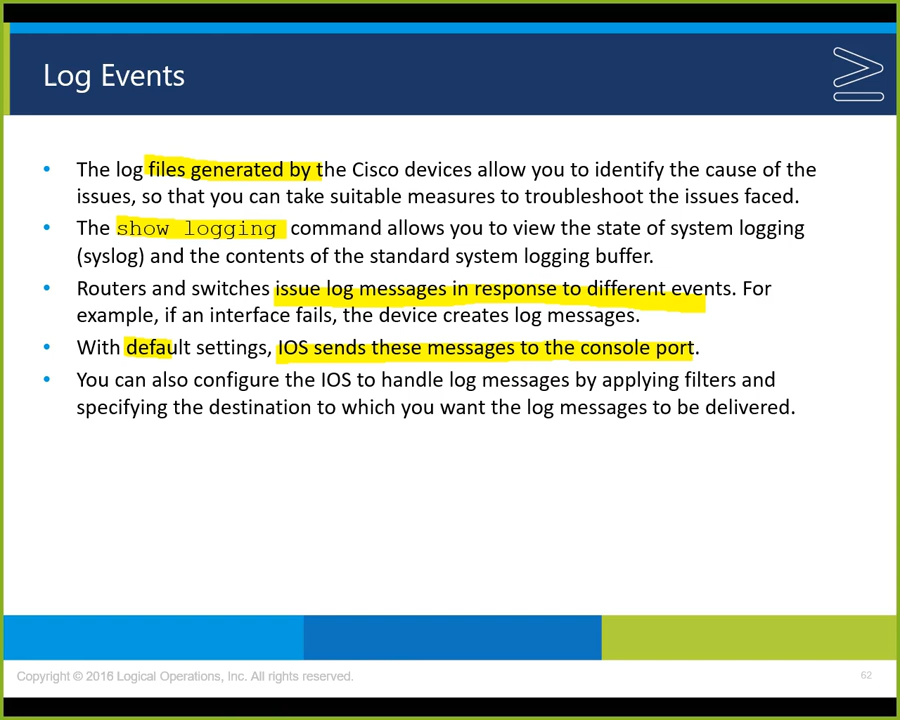 Log Events
• The log files generated by the Cisco devices allow you to identify the cause of the
issues, so that you can take suitable measures to troubleshoot the issues faced.
• The show logging command allows you to view the state of system logging
(syslog) and the contents of the standard system logging buffer.
• Routers and switches issue log messages in response to different events. For
example, if an interface fails, the device creates log messages.
• With default settings, IOS sends these messages to the console port.
• You can also configure the IOS to handle log messages by applying filters and
specifying the destination to which you want the log messages to be delivered.
Copyright © 2016 Logical Operations, Inc. All rights reserved.
62